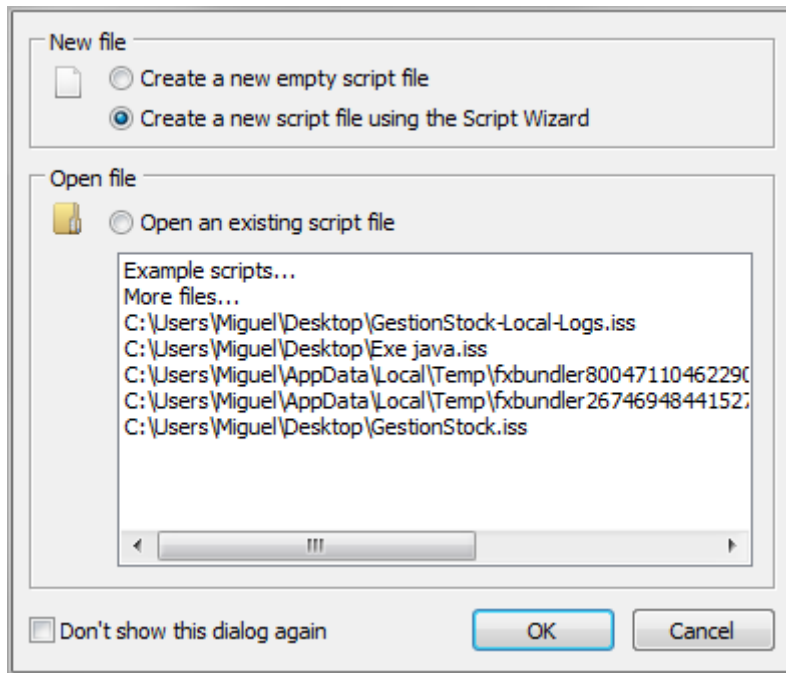 New file
Create a new empty script file
Create a new script file using the Script Wizard
Open file
Open an existing script file
Example scripts...
More files...
C:\Users\Miguel\Desktop\GestionStock-Local-Logs.iss
C:\Users\Miguel\Desktop\Exe java.iss
C:\Users\Miguel\AppData\Local\Temp\fxbundler80047110462290
C:\Users\Miguel\AppData\Local\Temp\fxbundler26746948441527
C:\Users\Miguel\Desktop\GestionStock.iss
Don't show this dialog again
OK
Cancel